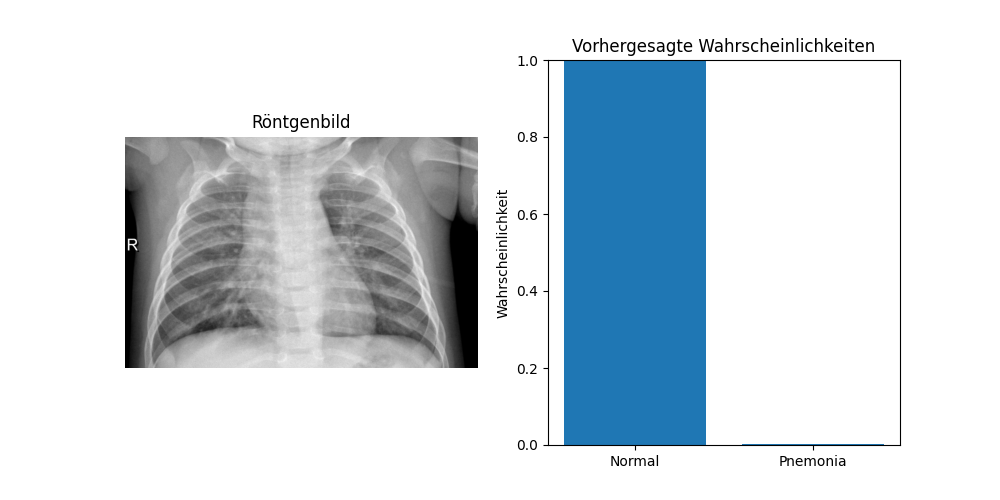 Röntgenbild
R
Vorhergesagte Wahrscheinlichkeiten
Wahrscheinlichkeit
1.0
0.8
0.6
0.4
0.2
0.0
Normal
Pnemonia